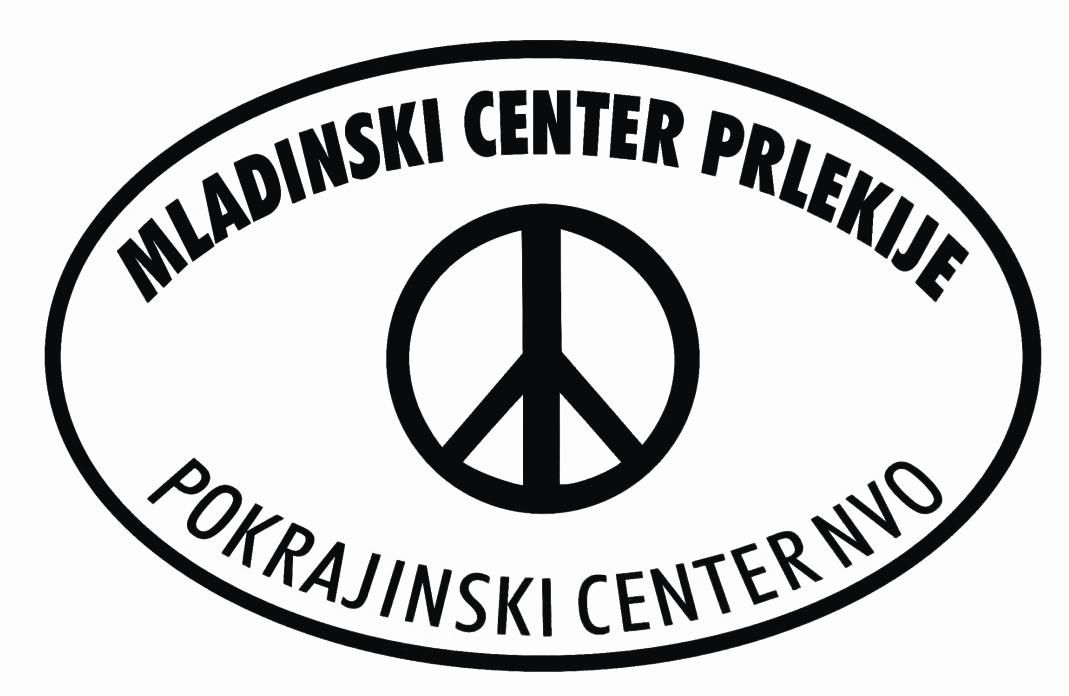 MLADINSKI CENTER PRLEKIJE
POKRAJINSKI CENTER NVO